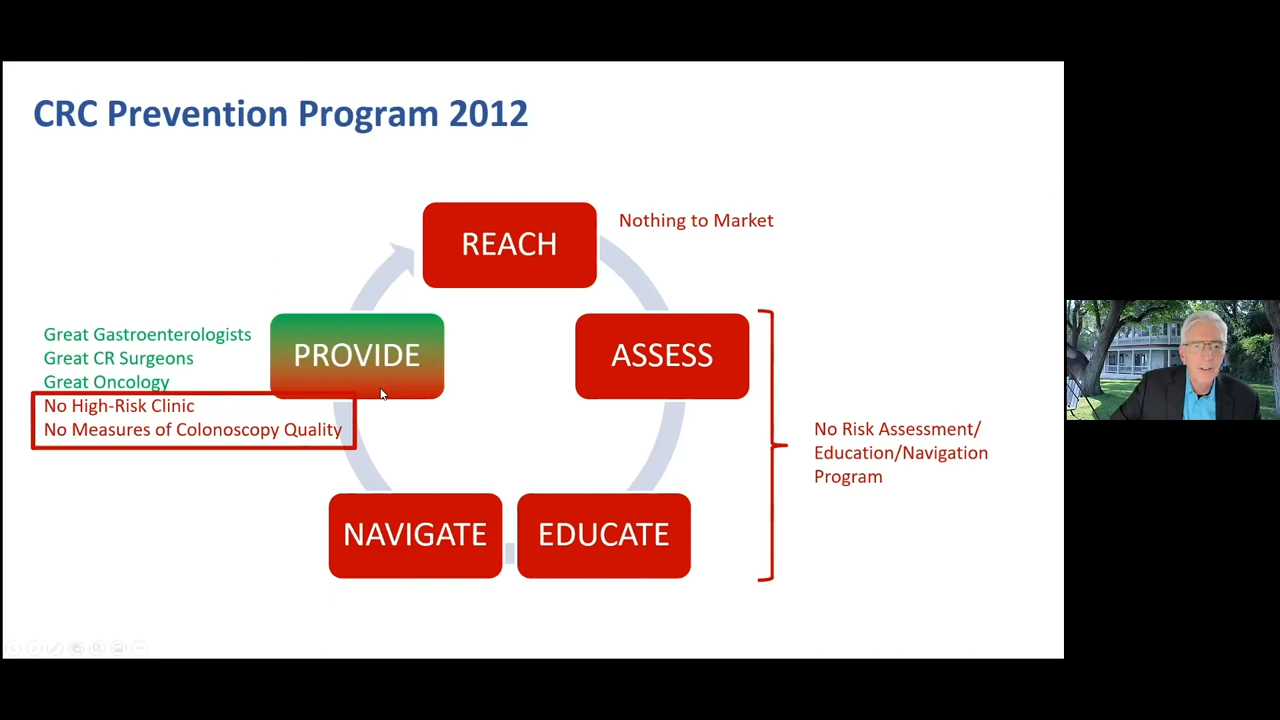 CRC Prevention Program 2012
REACH
Nothing to Market
Great Gastroenterologists
Great CR Surgeons
Great Oncology
No High-Risk Clinic
No Measures of Colonoscopy Quality
PROVIDE
ASSESS
No Risk Assessment/
Education/Navigation
Program
NAVIGATE
EDUCATE